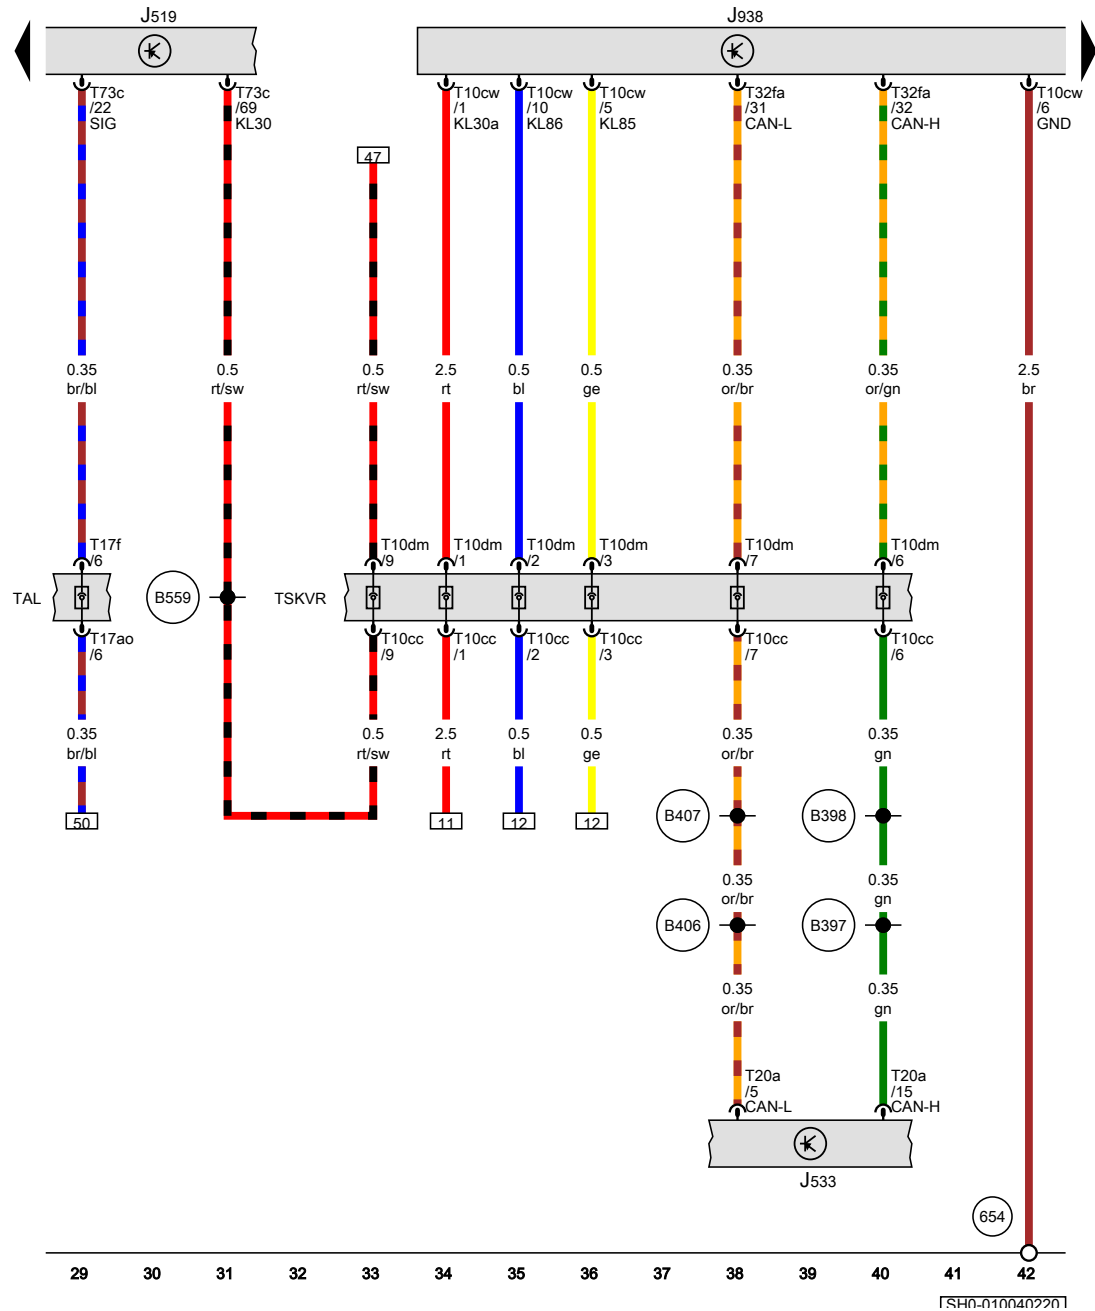 J519
J938
T73c
/22
SIG
T73c
/69
KL30
T10cw
/1
KL30a
T10cw
/10
KL86
T10cw
/5
KL85
T32fa
/31
CAN-L
T32fa
/32
CAN-H
T10cw
/6
GND
47
0.35
br/bl
0.5
rt/sw
0.5
rt/sw
2.5
rt
0.5
bl
0.5
ge
0.35
or/br
0.35
or/gn
2.5
br
T17f
/6
T10dm
/9
T10dm
/1
T10dm
/2
T10dm
/3
T10dm
/7
T10dm
/6
TAL
B559
TSKVR
T17ao
/6
T10cc
/9
T10cc
/1
T10cc
/2
T10cc
/3
T10cc
/7
T10cc
/6
0.35
br/bl
0.5
rt/sw
2.5
rt
0.5
bl
0.5
ge
0.35
or/br
0.35
gn
50
11
12
12
B407
B398
0.35
or/br
0.35
gn
B406
B397
0.35
or/br
0.35
gn
T20a
/5
CAN-L
T20a
/15
CAN-H
J533
654
29 30 31 32 33 34 35 36 37 38 39 40 41 42
SH0-010040220